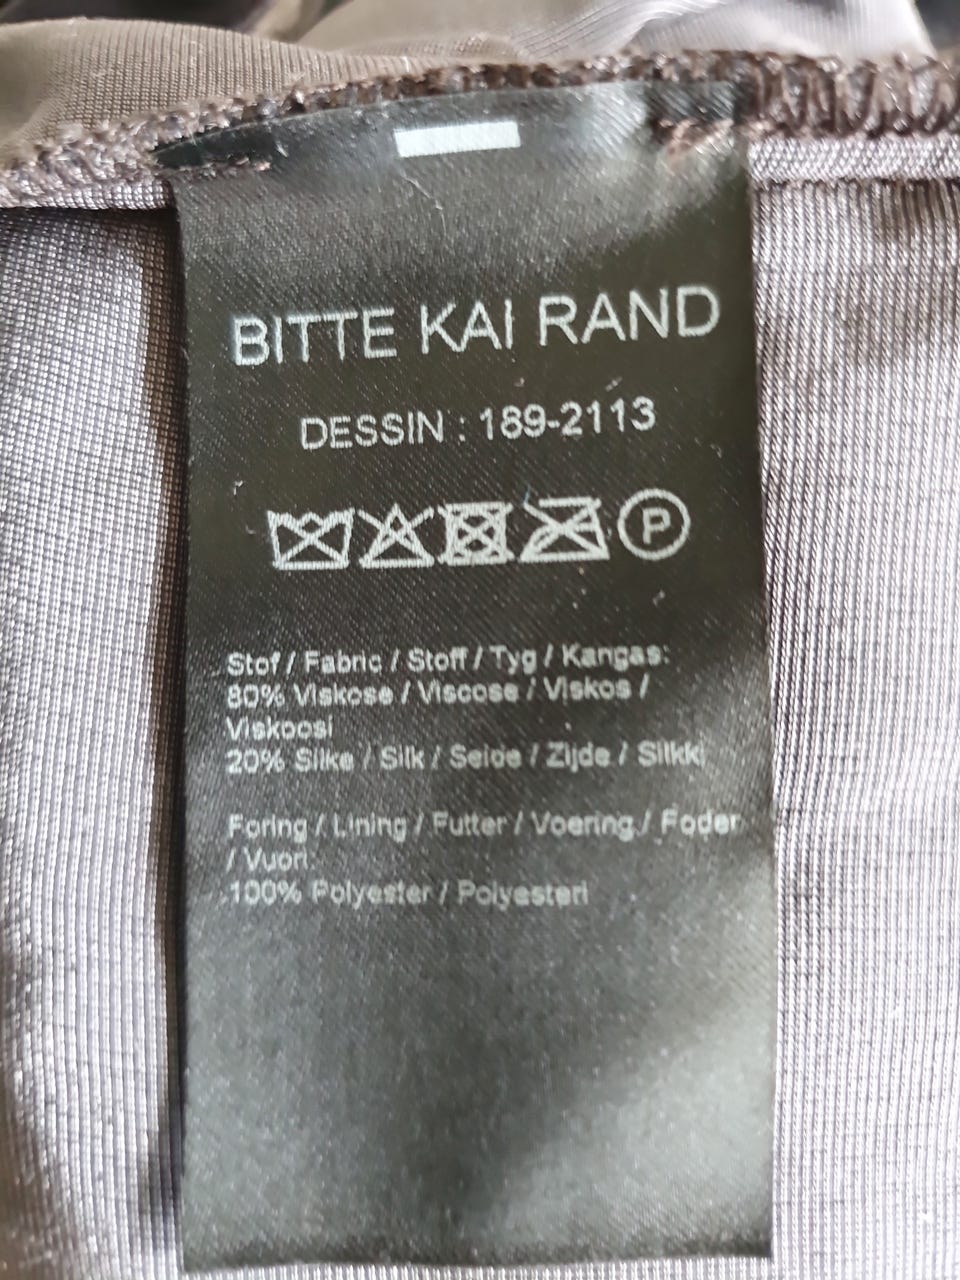 BITTE KAI RAND
DESSIN : 189-2113
P
Stof / Fabric / Stoff / Tyg / Kangas:
80% Viskose / Viscose / Viskos /
Viskoosi
20% Silke / Silk / Seide / Zijde / Silkki
Foring / Lining / Futter / Voering / Foder
/ Vuori:
100% Polyester / Polyesteri